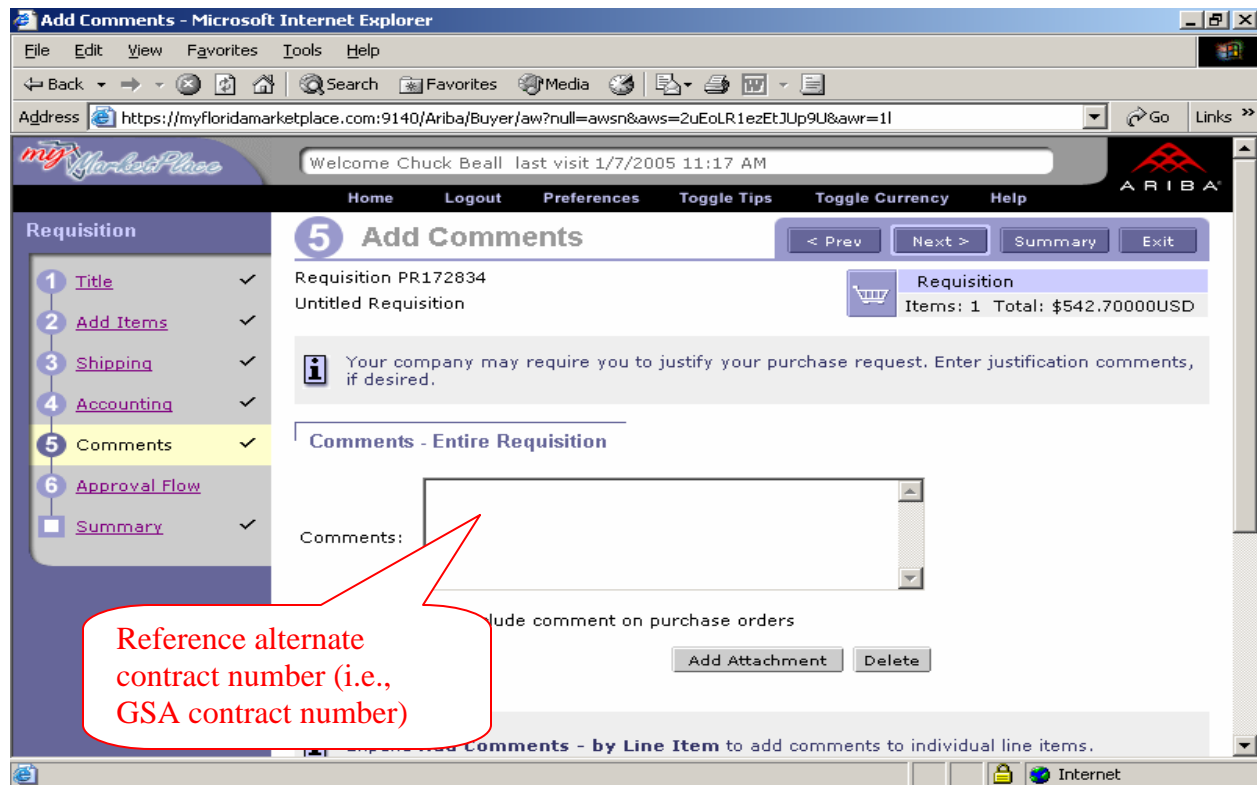 Add Comments - Microsoft Internet Explorer
File Edit View Favorites Tools Help
Back Search Favorites Media
Address https://myfloridamarketplace.com:9140/Ariba/Buyer/aw?null=awsn&aws=2uEoLR1ezEtJUp9U&awr=1l Go Links »
my MarketPlace
Welcome Chuck Beall last visit 1/7/2005 11:17 AM
ARIBA
Home Logout Preferences Toggle Tips Toggle Currency Help
Requisition
1 Title
2 Add Items
3 Shipping
4 Accounting
5 Comments
6 Approval Flow
Summary
5 Add Comments
< Prev Next > Summary Exit
Requisition PR172834
Untitled Requisition
Requisition
Items: 1 Total: $542.70000USD
Your company may require you to justify your purchase request. Enter justification comments,
if desired.
Comments - Entire Requisition
Comments:
comment on purchase orders
Add Attachment Delete
Reference alternate
contract number (i.e.,
GSA contract number)
Add Comments - by Line Item to add comments to individual line items.
Internet